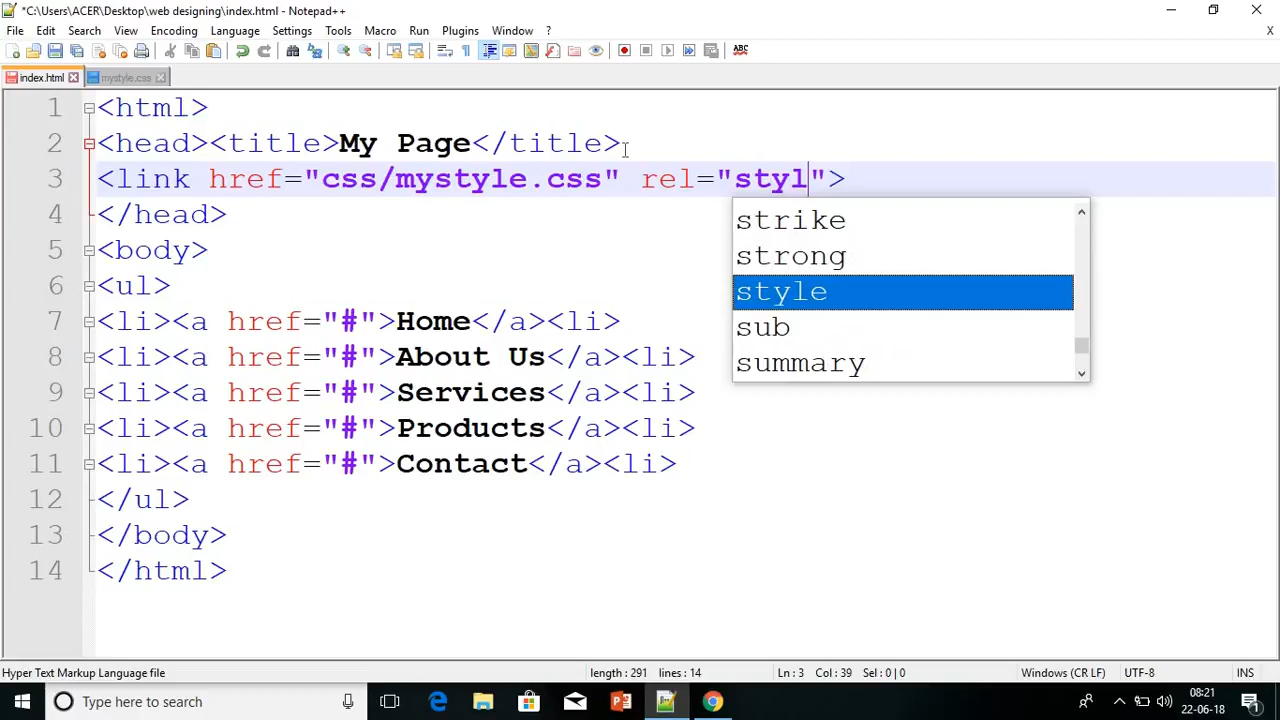 *C:\Users\ACER\Desktop\web designing\index.html - Notepad++
File Edit Search View Encoding Language Settings Tools Macro Run Plugins Window ?
X
ABC
index.html mystyle.css
1 <html>
2 <head><title>My Page</title>
3 <link href="css/mystyle.css" rel="styl">
4 </head>
5 <body>
6 <ul>
7 <li><a href="#">Home</a><li>
8 <li><a href="#">About Us</a><li>
9 <li><a href="#">Services</a><li>
10 <li><a href="#">Products</a><li>
11 <li><a href="#">Contact</a><li>
12 </ul>
13 </body>
14 </html>
strike
strong
style
sub
summary
Hyper Text Markup Language file length : 291 lines : 14 Ln : 3 Col : 39 Sel : 0 | 0 Windows (CR LF) UTF-8 INS
Type here to search
08:21
22-06-18
1